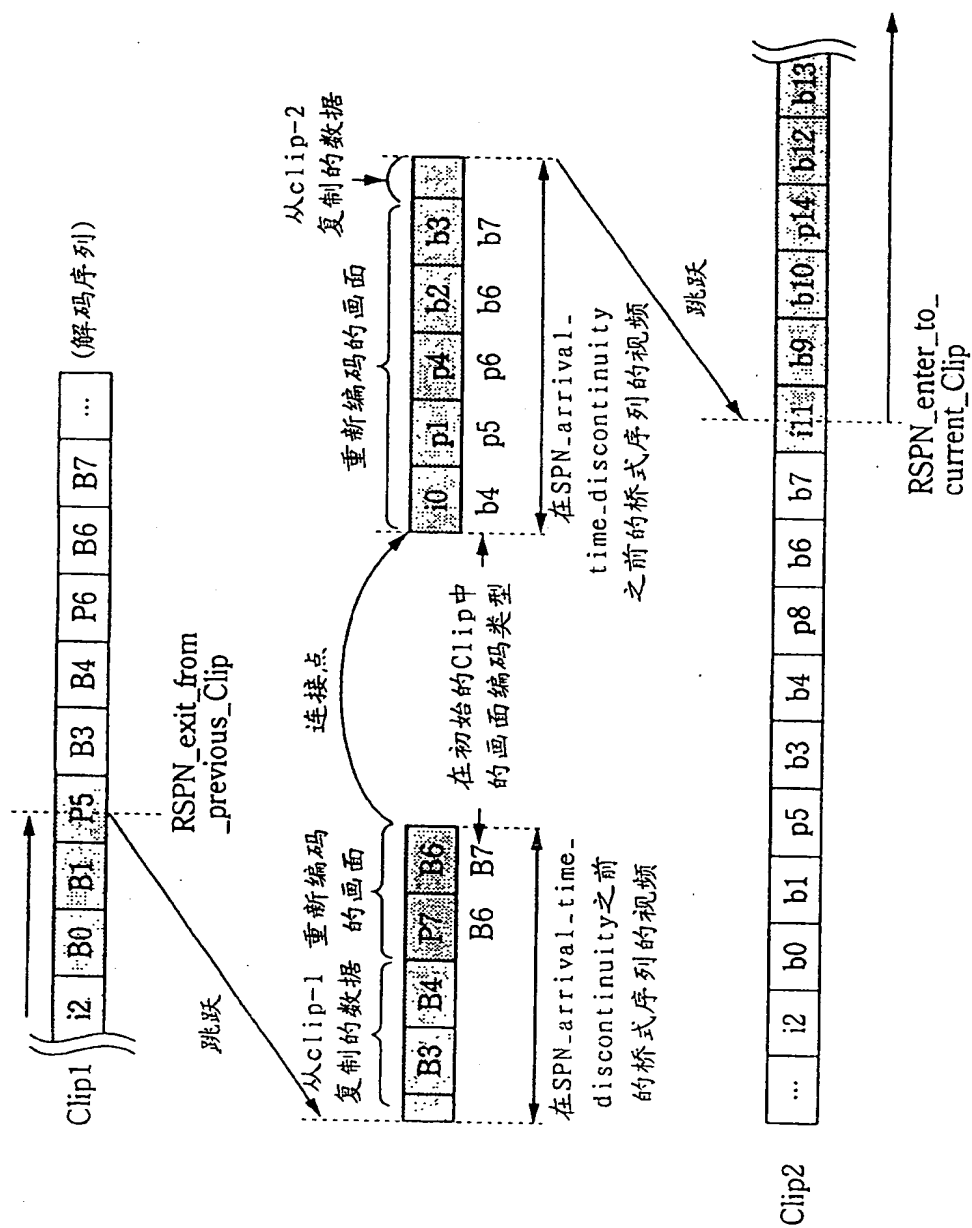 Clip1
i2 B0 B1 P5 B3 B4 P6 B6 B7 ... (解码序列)
RSPN_exit_from
_previous_Clip
跳跃
连接点
从clip-1
复制的数据
重新编码
的画面
重新编码的画面
从clip-2
复制的数据
B3 B4 P7 B6
i0 p1 p4 b2 b3
B6 B7
在初始的Clip中
的画面编码类型
b4 p5 p6 b6 b7
在SPN_arrival_time_
discontinuity之前
的桥式序列的视频
在SPN_arrival_
time_discontinuity
之前的桥式序列的视频
跳跃
Clip2
... i2 b0 b1 p5 b3 b4 p8 b6 b7 i11 b9 b10 p14 b12 b13
RSPN_enter_to_
current_Clip